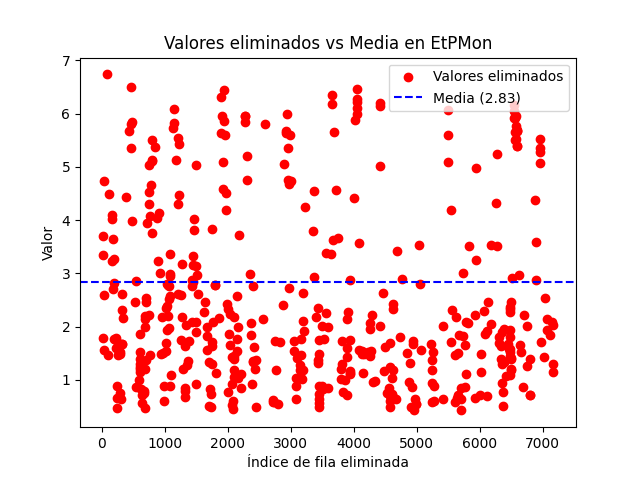 Valores eliminados vs Media en EtPMon
Valores eliminados
Media (2.83)
7
6
5
4
3
2
1
Valor
0 1000 2000 3000 4000 5000 6000 7000
Índice de fila eliminada